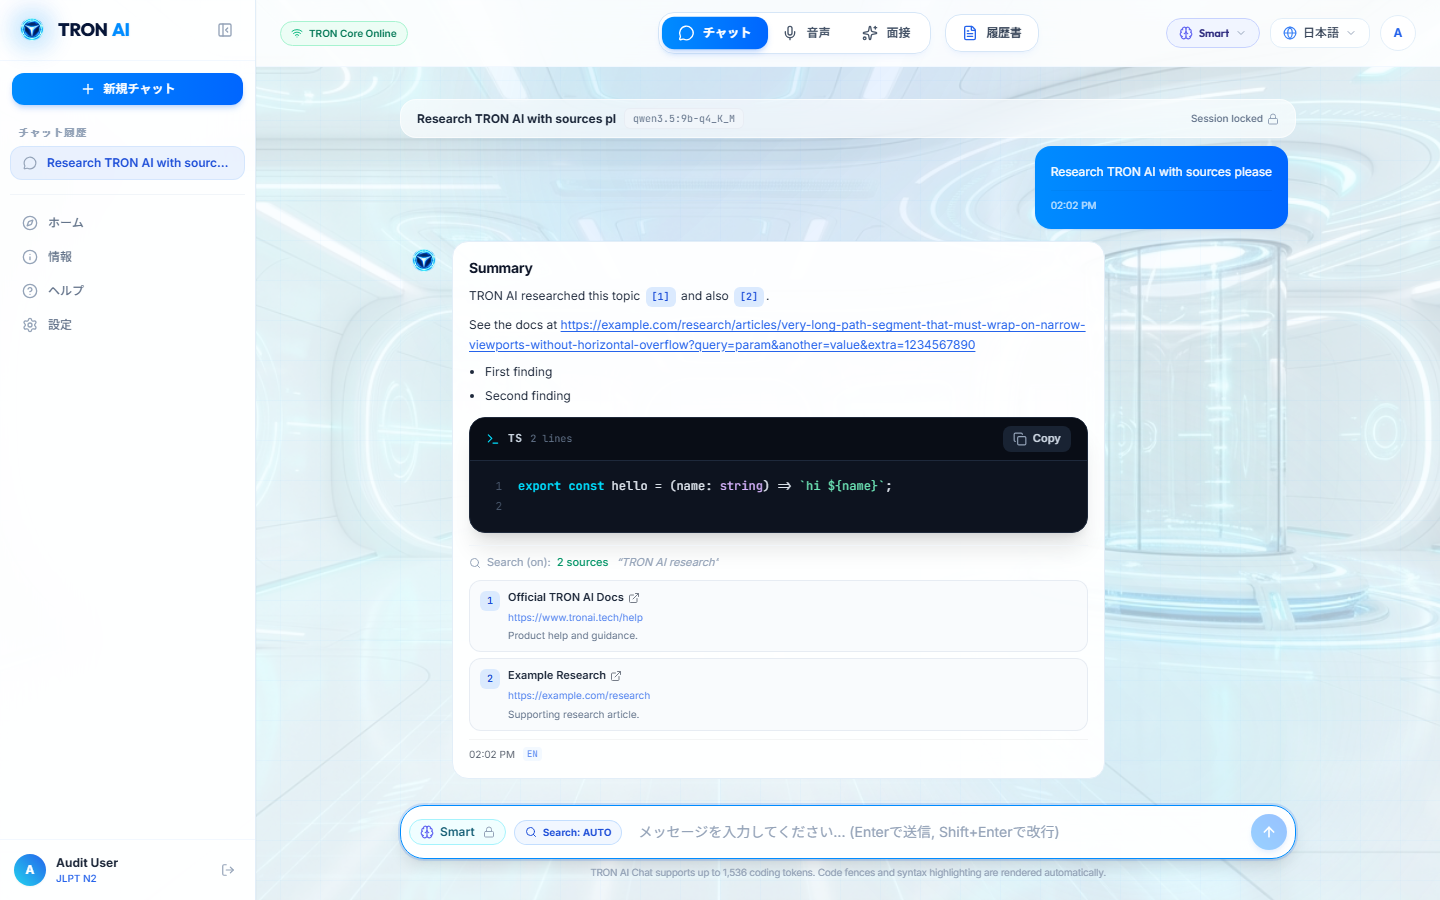 TRON AI
新規チャット
チャット履歴
Research TRON AI with sourc...
ホーム
情報
ヘルプ
設定
Audit User
JLPT N2
TRON Core Online
チャット
音声
面接
履歴書
Smart
日本語
A
Research TRON AI with sources pl
qwen3.5:9b-q4_K_M
Session locked
Research TRON AI with sources please
02:02 PM
Summary
TRON AI researched this topic [1] and also [2].
See the docs at https://example.com/research/articles/very-long-path-segment-that-must-wrap-on-narrow-
viewports-without-horizontal-overflow?query=param&another=value&extra=1234567890
• First finding
• Second finding
TS 2 lines
Copy
1 export const hello = (name: string) => `hi ${name}`;
2
Search (on): 2 sources "TRON AI research"
1 Official TRON AI Docs
https://www.tronai.tech/help
Product help and guidance.
2 Example Research
https://example.com/research
Supporting research article.
02:02 PM EN
Smart
Search: AUTO
メッセージを入力してください... (Enterで送信, Shift+Enterで改行)
TRON AI Chat supports up to 1,536 coding tokens. Code fences and syntax highlighting are rendered automatically.
A